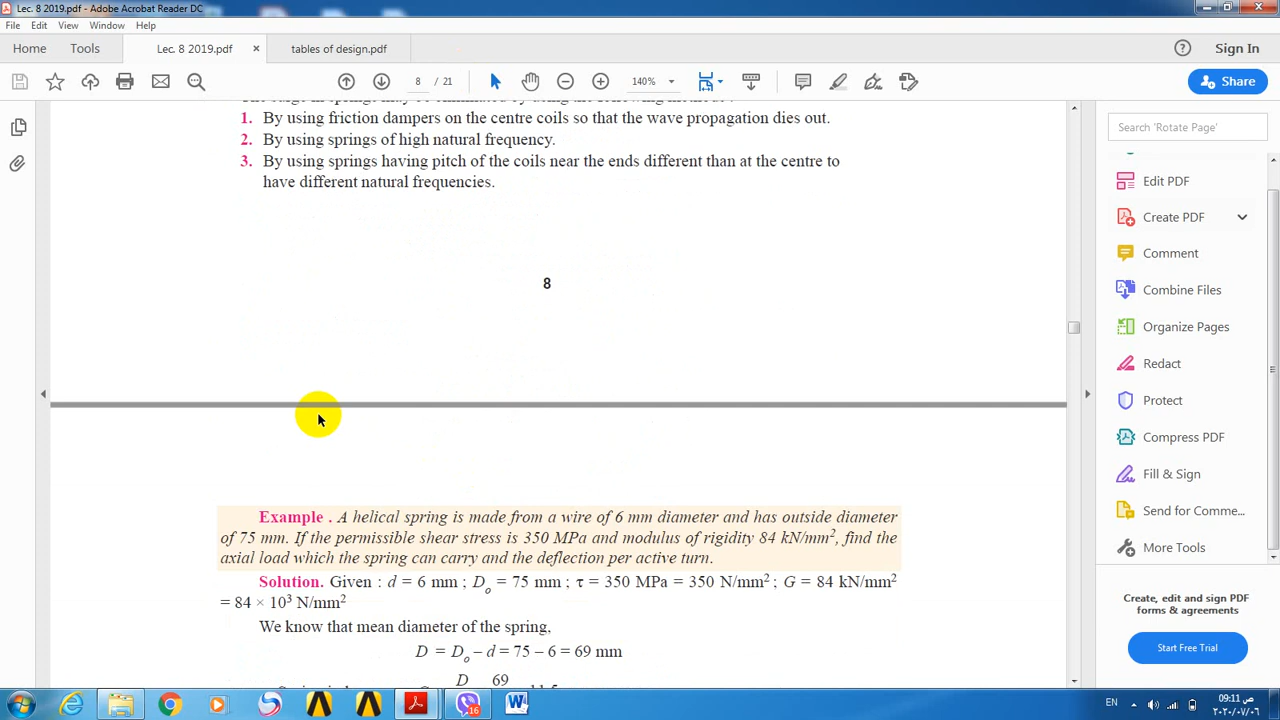 Lec. 8 2019.pdf - Adobe Acrobat Reader DC
File Edit View Window Help
Home Tools Lec. 8 2019.pdf × tables of design.pdf Sign In
8 / 21 140% Share
1. By using friction dampers on the centre coils so that the wave propagation dies out.
2. By using springs of high natural frequency.
3. By using springs having pitch of the coils near the ends different than at the centre to
have different natural frequencies.
8
Example . A helical spring is made from a wire of 6 mm diameter and has outside diameter
of 75 mm. If the permissible shear stress is 350 MPa and modulus of rigidity 84 kN/mm², find the
axial load which the spring can carry and the deflection per active turn.
Solution. Given : d = 6 mm ; Dₒ = 75 mm ; τ = 350 MPa = 350 N/mm² ; G = 84 kN/mm²
= 84 × 10³ N/mm²
We know that mean diameter of the spring,
D = Dₒ – d = 75 – 6 = 69 mm
D 69
Search 'Rotate Page'
Edit PDF
Create PDF
Comment
Combine Files
Organize Pages
Redact
Protect
Compress PDF
Fill & Sign
Send for Comme...
More Tools
Create, edit and sign PDF
forms & agreements
Start Free Trial
16
EN
09:11 ص
٢٠٢٠/٠٧/٠٦